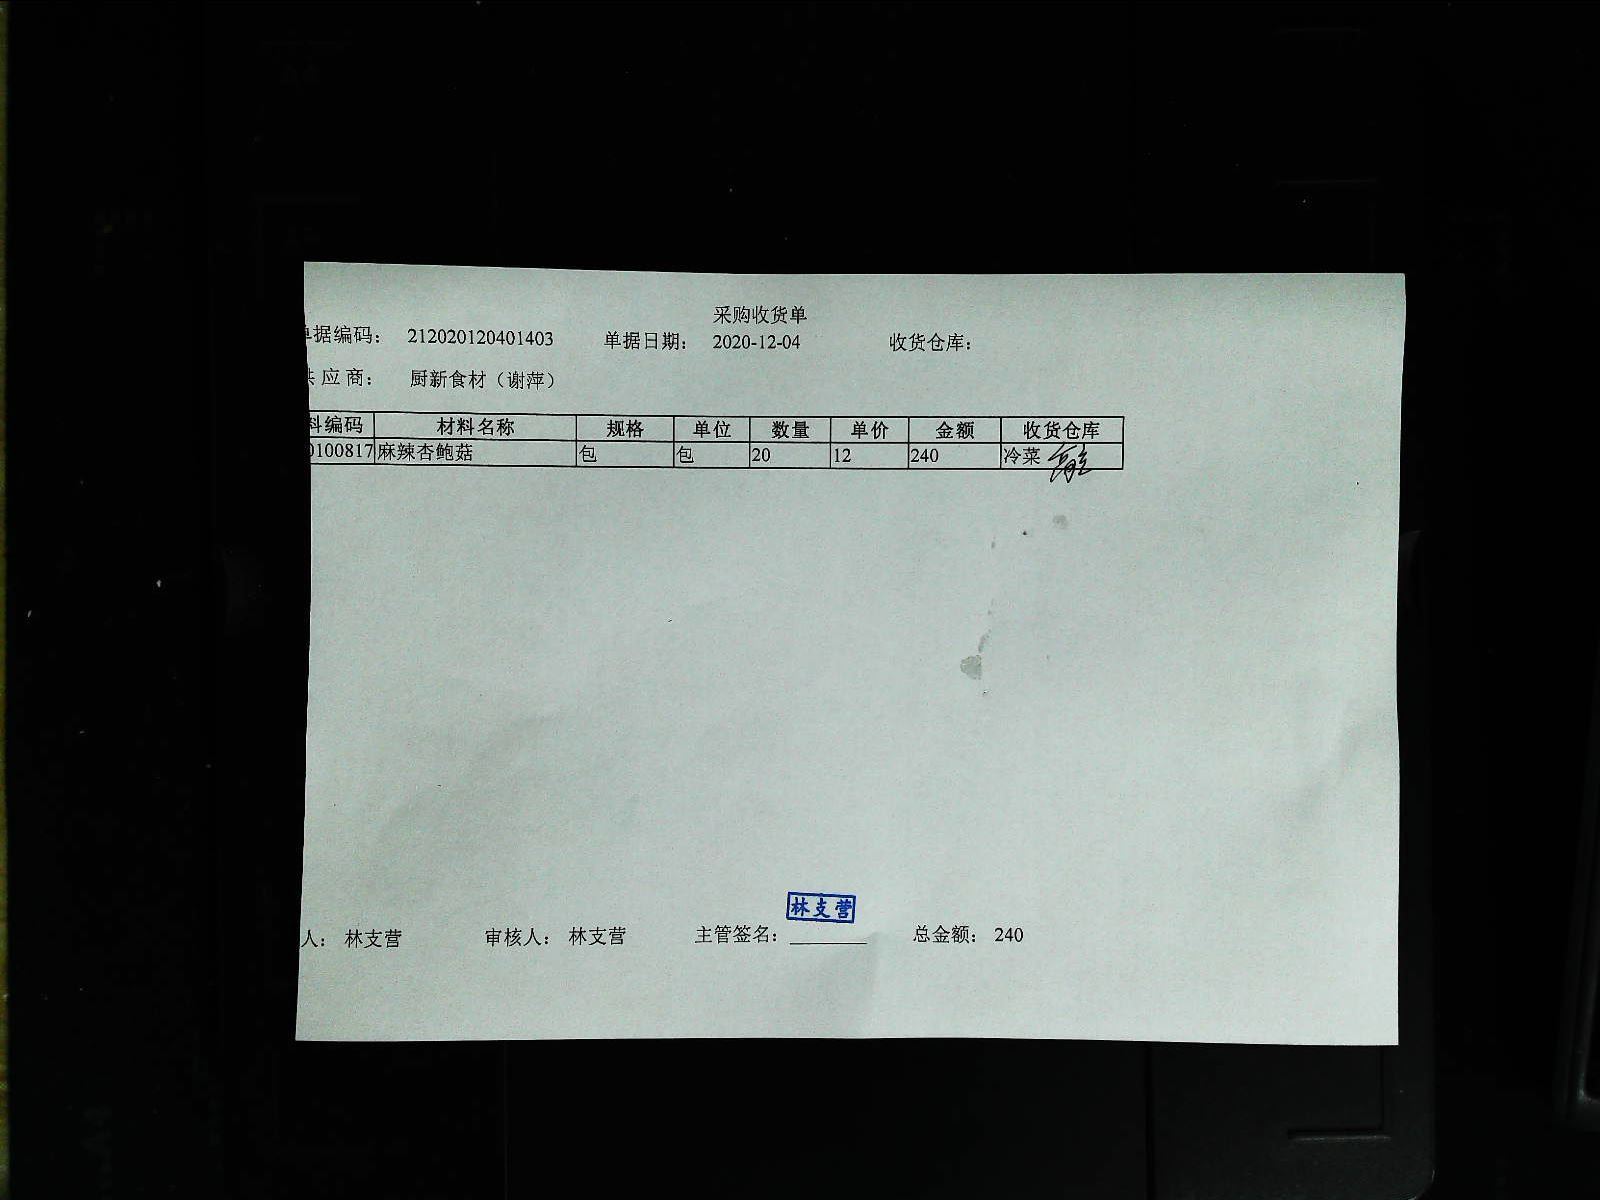 采购收货单
单据编码： 212020120401403 单据日期： 2020-12-04 收货仓库：
供应商： 厨新食材（谢萍）
料编码 材料名称 规格 单位 数量 单价 金额 收货仓库
0100817 麻辣杏鲍菇 包 包 20 12 240 冷菜
林支营
人： 林支营 审核人： 林支营 主管签名： 总金额： 240